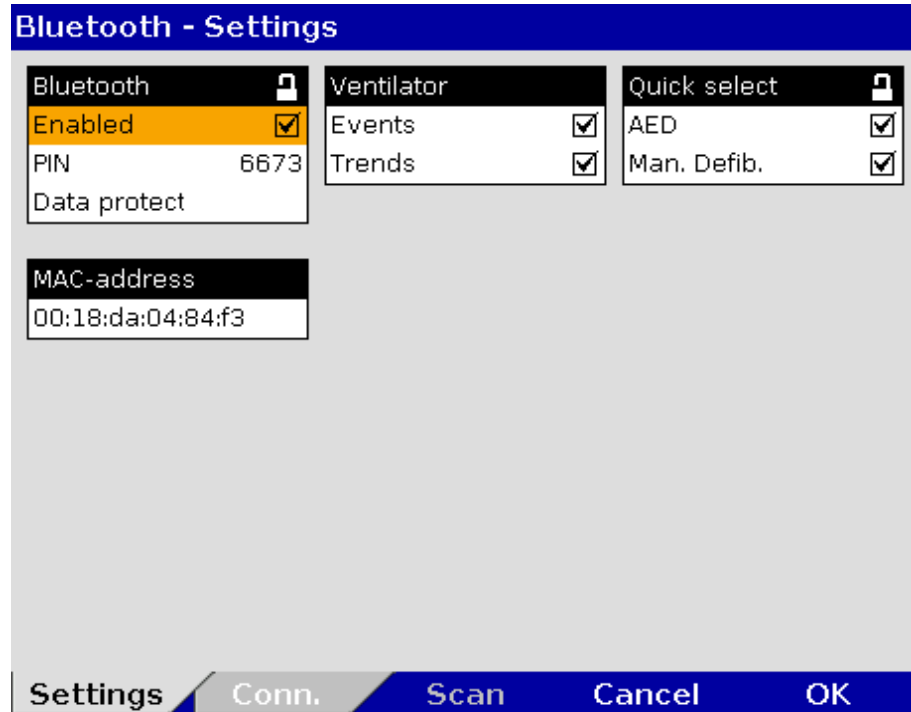 Bluetooth - Settings
Bluetooth
Enabled
PIN 6673
Data protect
Ventilator
Events
Trends
Quick select
AED
Man. Defib.
MAC-address
00:18:da:04:84:f3
Settings Conn. Scan Cancel OK